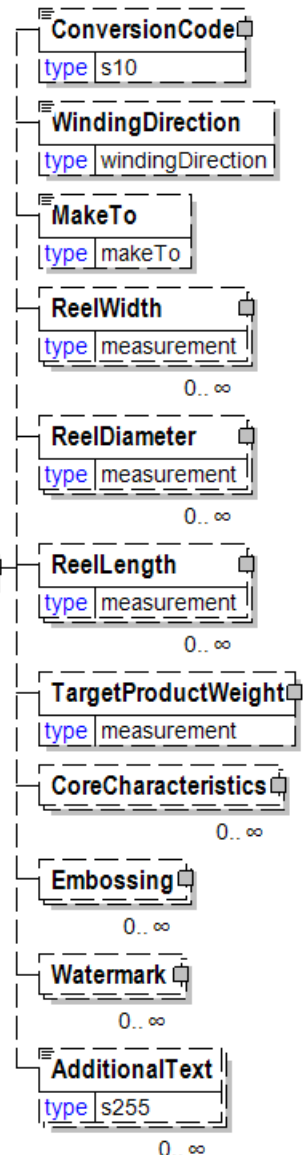 ConversionCode
type s10
WindingDirection
type windingDirection
MakeTo
type makeTo
ReelWidth
type measurement
0.. ∞
ReelDiameter
type measurement
0.. ∞
ReelLength
type measurement
0.. ∞
TargetProductWeight
type measurement
CoreCharacteristics
0.. ∞
Embossing
0.. ∞
Watermark
0.. ∞
AdditionalText
type s255
0.. ∞